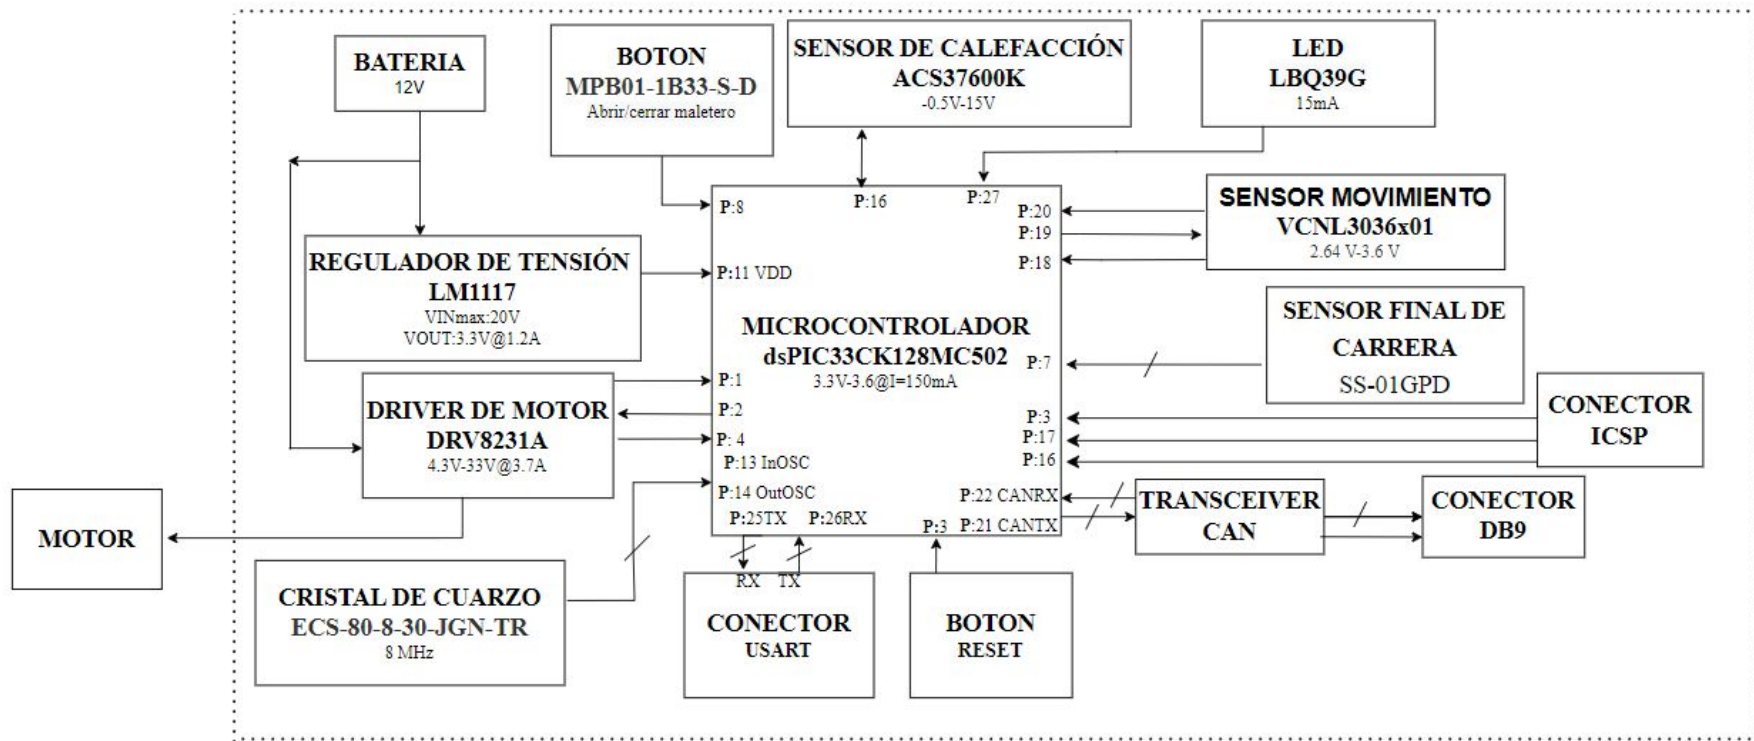 BATERIA
12V
BOTON
MPB01-1B33-S-D
Abrir/cerrar maletero
SENSOR DE CALEFACCIÓN
ACS37600K
-0.5V-15V
LED
LBQ39G
15mA
SENSOR MOVIMIENTO
VCNL3036x01
2.64 V-3.6 V
REGULADOR DE TENSIÓN
LM1117
VINmax:20V
VOUT:3.3V@1.2A
P:8
P:16
P:27
P:20
P:19
P:18
P:11 VDD
MICROCONTROLADOR
dsPIC33CK128MC502
3.3V-3.6@I=150mA
P:7
SENSOR FINAL DE
CARRERA
SS-01GPD
DRIVER DE MOTOR
DRV8231A
4.3V-33V@3.7A
P:1
P:2
P: 4
P:13 InOSC
P:14 OutOSC
P:25TX
P:26RX
P:3
P:3
P:17
P:16
P:22 CANRX
P:21 CANTX
CONECTOR
ICSP
TRANSCEIVER
CAN
CONECTOR
DB9
MOTOR
CRISTAL DE CUARZO
ECS-80-8-30-JGN-TR
8 MHz
RX TX
CONECTOR
USART
BOTON
RESET